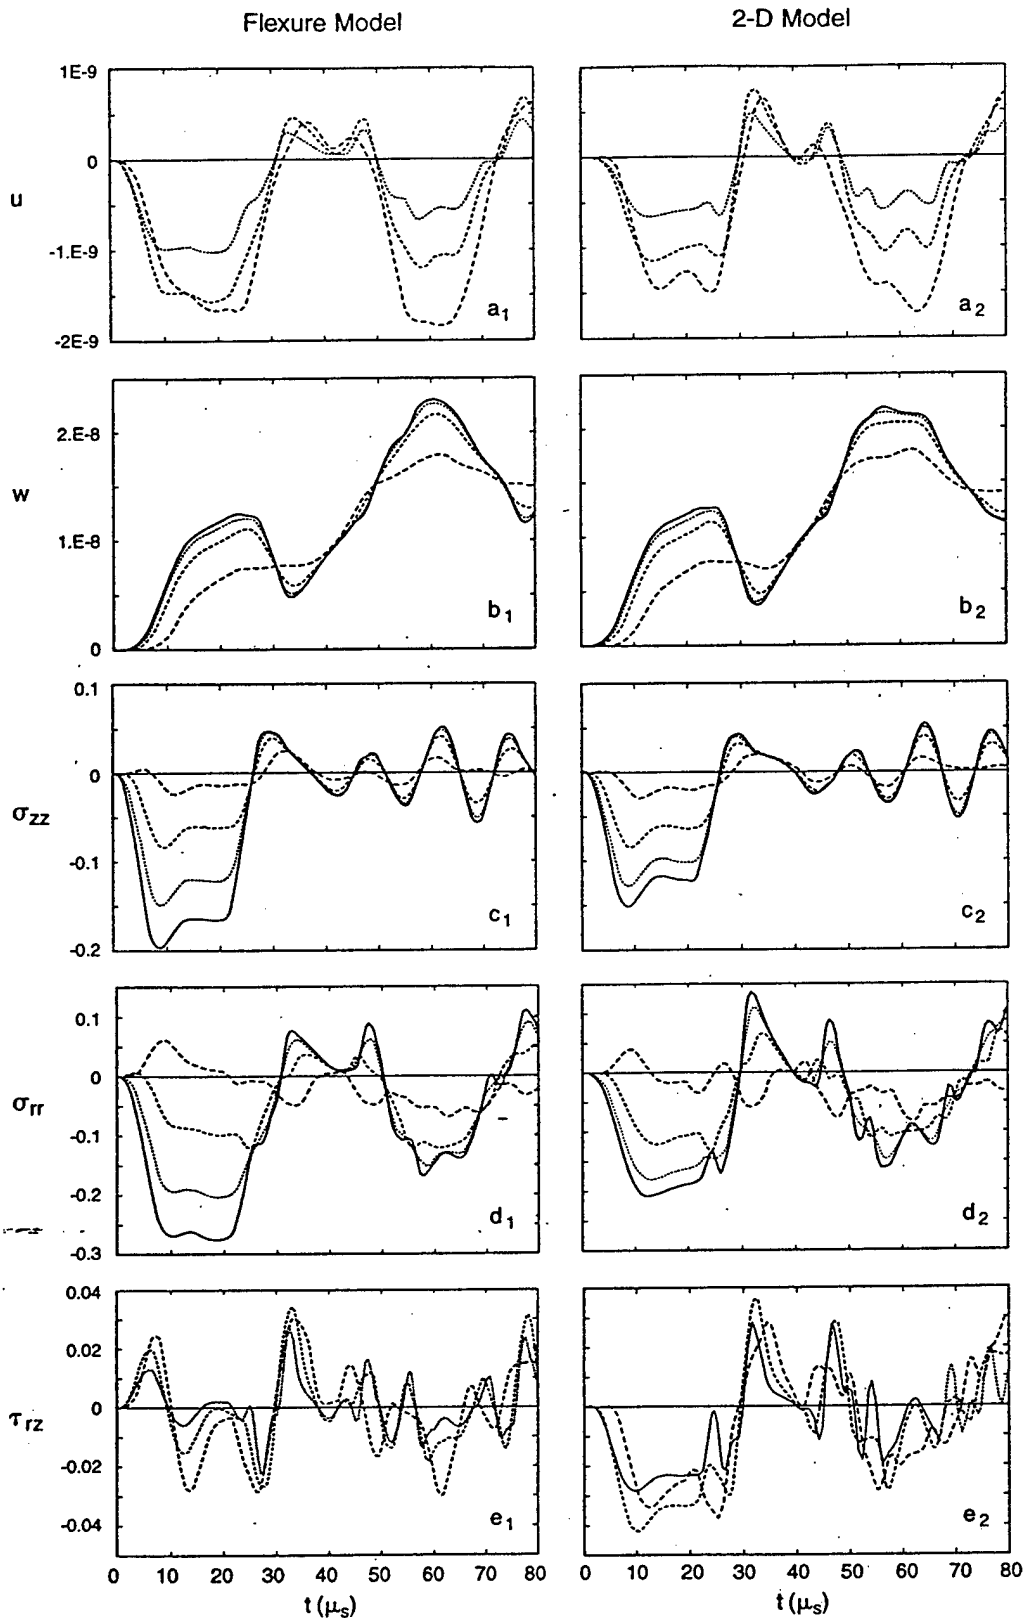 Flexure Model 2-D Model
1E-9
0
u
-1.E-9
-2E-9
a1 a2
2.E-8
w
1.E-8
0
b1 b2
0.1
0
σzz
-0.1
-0.2
c1 c2
0.1
0
σrr
-0.1
-0.2
-0.3
d1 d2
0.04
0.02
0
τrz
-0.02
-0.04
e1 e2
0 10 20 30 40 50 60 70 80 0 10 20 30 40 50 60 70 80
t (μs) t (μs)